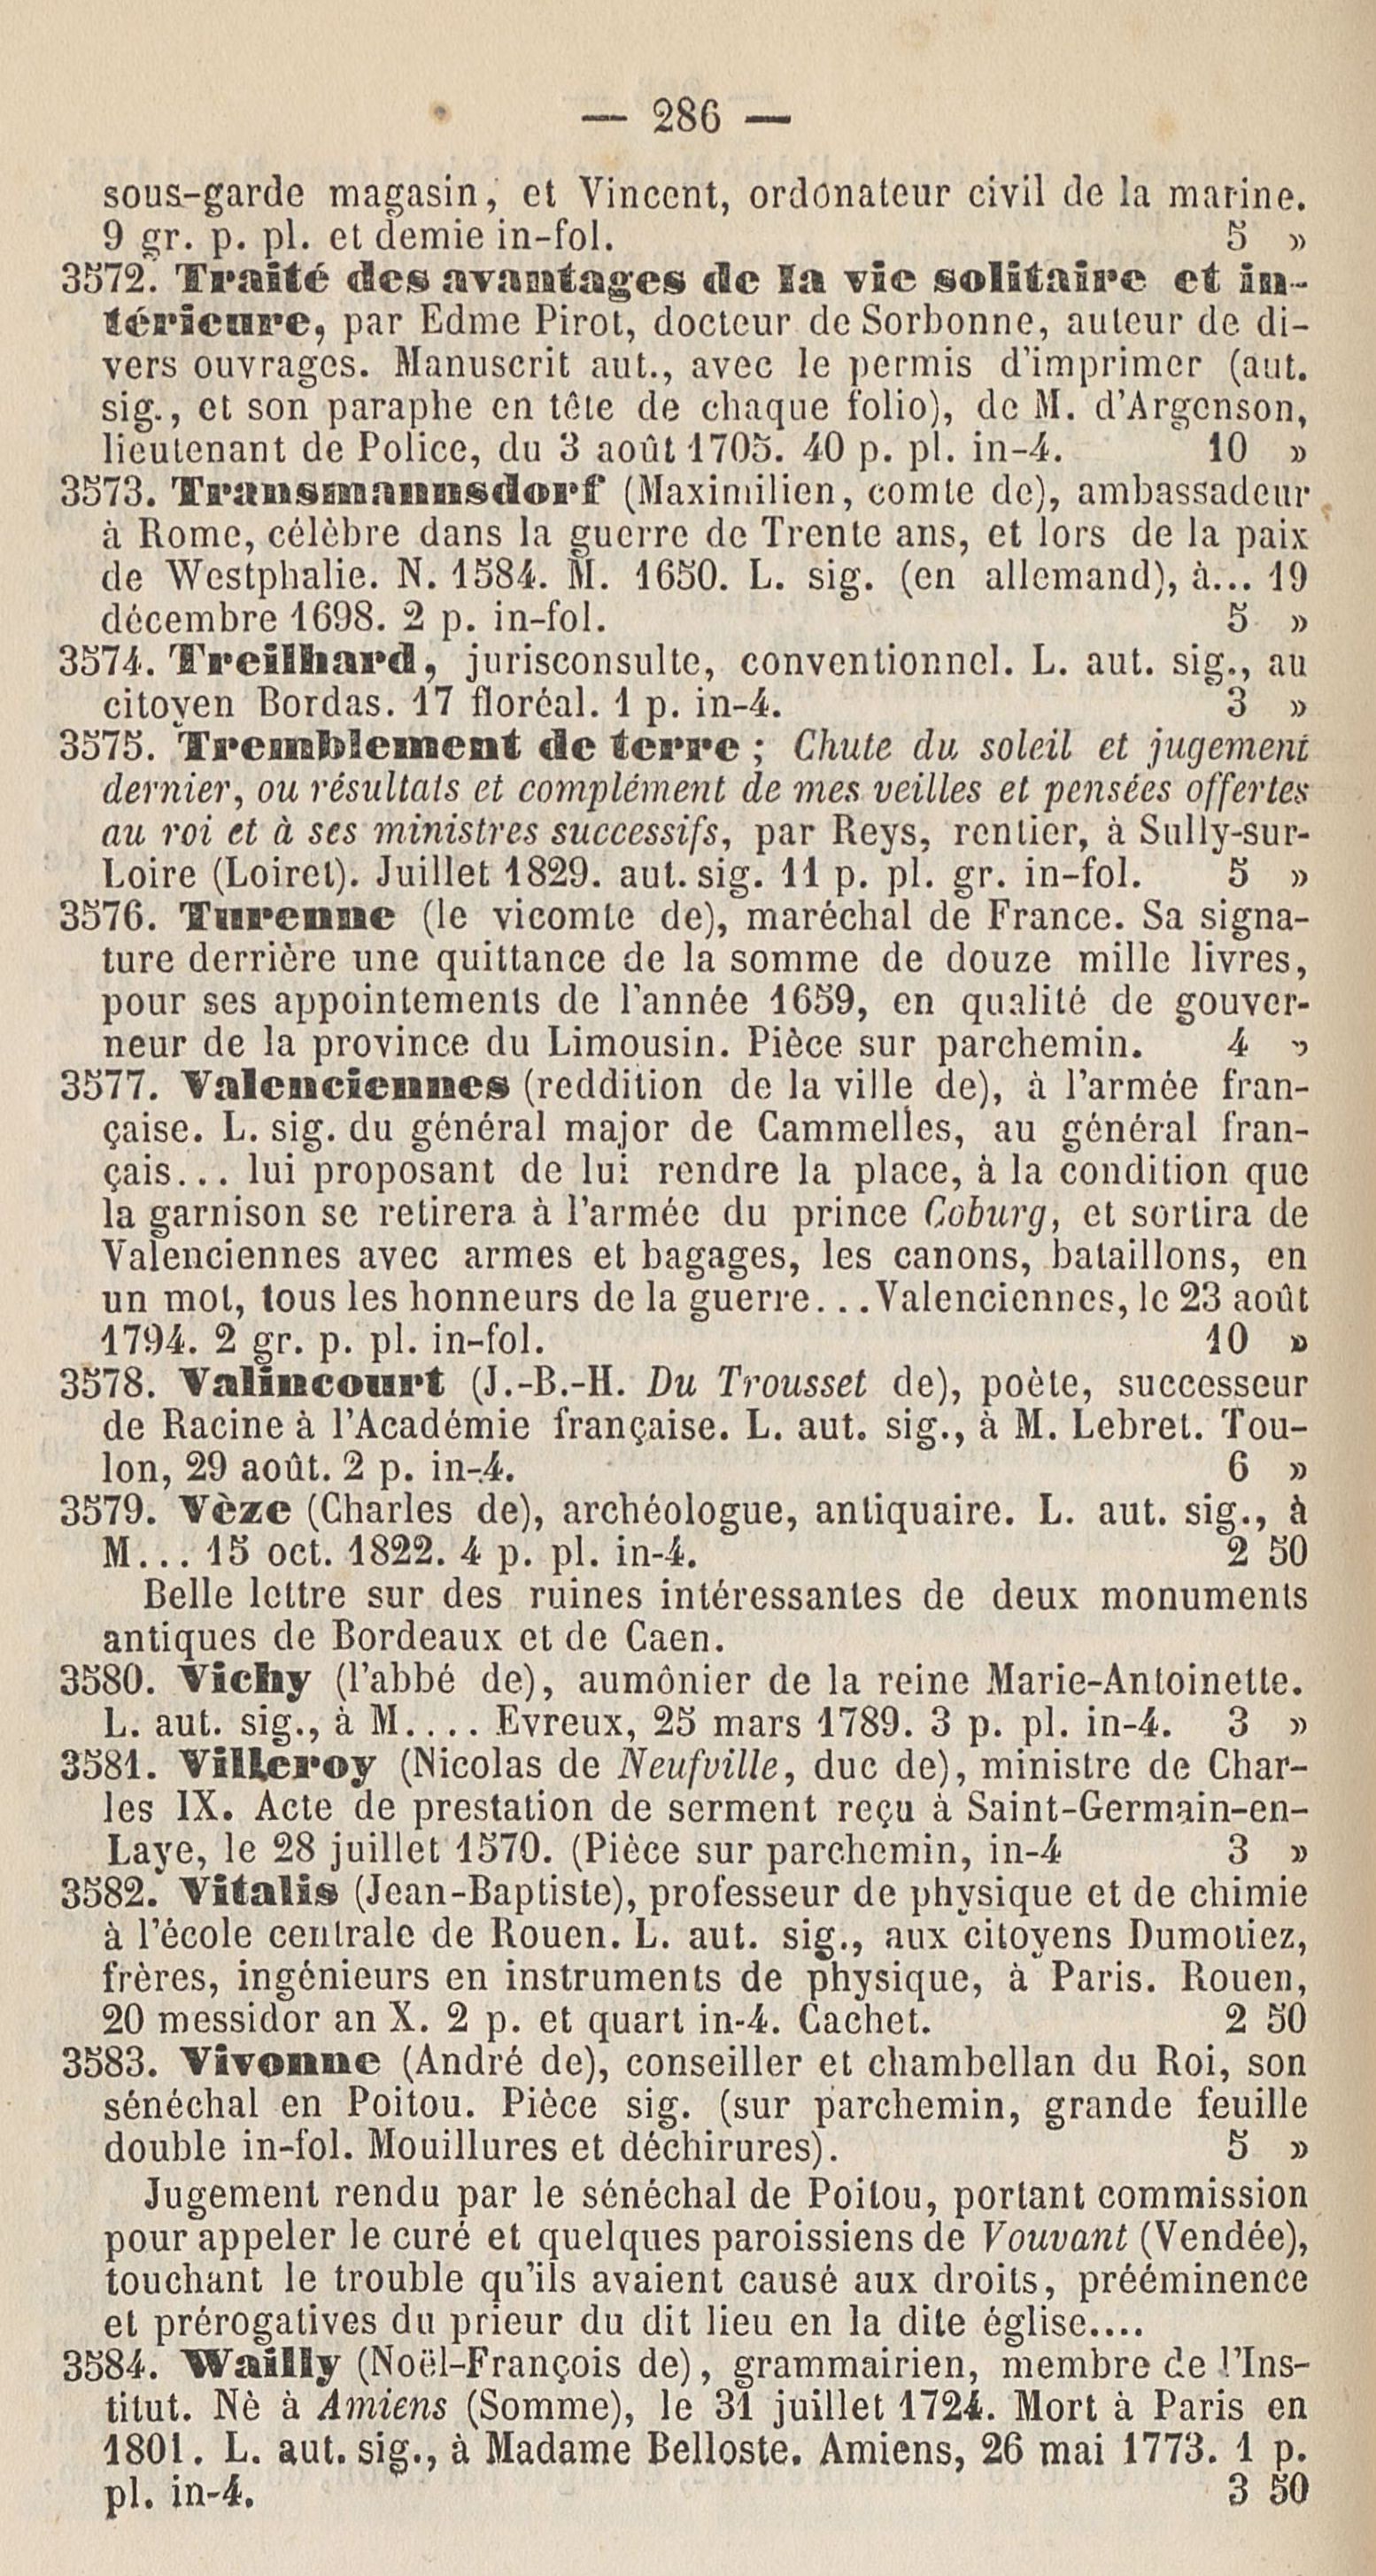 — 286 —
sous-garde magasin, et Vincent, ordonateur civil de la marine.
9 gr. p. pl. et demie in-fol. 5 »
3572. Traité des avantages de la vie solitaire et in-
térieure, par Edme Pirot, docteur de Sorbonne, auteur de di-
vers ouvrages. Manuscrit aut., avec le permis d'imprimer (aut.
sig., et son paraphe en tête de chaque folio), de M. d'Argenson,
lieutenant de Police, du 3 août 1705. 40 p. pl. in-4. 10 »
3573. Transmannsdorf (Maximilien, comte de), ambassadeur
à Rome, célèbre dans la guerre de Trente ans, et lors de la paix
de Westphalie. N. 1584. M. 1650. L. sig. (en allemand), à... 19
décembre 1698. 2 p. in-fol. 5 »
3574. Treilhard, jurisconsulte, conventionnel. L. aut. sig., au
citoyen Bordas. 17 floréal. 1 p. in-4. 3 »
3575. Tremblement de terre ; Chute du soleil et jugement
dernier, ou résultats et complément de mes veilles et pensées offertes
au roi et à ses ministres successifs, par Reys, rentier, à Sully-sur-
Loire (Loiret). Juillet 1829. aut. sig. 11 p. pl. gr. in-fol. 5 »
3576. Turenne (le vicomte de), maréchal de France. Sa signa-
ture derrière une quittance de la somme de douze mille livres,
pour ses appointements de l'année 1659, en qualité de gouver-
neur de la province du Limousin. Pièce sur parchemin. 4 »
3577. Valenciennes (reddition de la ville de), à l'armée fran-
çaise. L. sig. du général major de Cammelles, au général fran-
çais... lui proposant de lui rendre la place, à la condition que
la garnison se retirera à l'armée du prince Coburg, et sortira de
Valenciennes avec armes et bagages, les canons, bataillons, en
un mot, tous les honneurs de la guerre... Valenciennes, le 23 août
1794. 2 gr. p. pl. in-fol. 10 »
3578. Valincourt (J.-B.-H. Du Trousset de), poète, successeur
de Racine à l'Académie française. L. aut. sig., à M. Lebret. Tou-
lon, 29 août. 2 p. in-4. 6 »
3579. Vèze (Charles de), archéologue, antiquaire. L. aut. sig., à
M... 15 oct. 1822. 4 p. pl. in-4. 2 50
Belle lettre sur des ruines intéressantes de deux monuments
antiques de Bordeaux et de Caen.
3580. Vichy (l'abbé de), aumônier de la reine Marie-Antoinette.
L. aut. sig., à M.... Evreux, 25 mars 1789. 3 p. pl. in-4. 3 »
3581. Villeroy (Nicolas de Neufville, duc de), ministre de Char-
les IX. Acte de prestation de serment reçu à Saint-Germain-en-
Laye, le 28 juillet 1570. (Pièce sur parchemin, in-4 3 »
3582. Vitalis (Jean-Baptiste), professeur de physique et de chimie
à l'école centrale de Rouen. L. aut. sig., aux citoyens Dumotiez,
frères, ingénieurs en instruments de physique, à Paris. Rouen,
20 messidor an X. 2 p. et quart in-4. Cachet. 2 50
3583. Vivonne (André de), conseiller et chambellan du Roi, son
sénéchal en Poitou. Pièce sig. (sur parchemin, grande feuille
double in-fol. Mouillures et déchirures). 5 »
Jugement rendu par le sénéchal de Poitou, portant commission
pour appeler le curé et quelques paroissiens de Vouvant (Vendée),
touchant le trouble qu'ils avaient causé aux droits, prééminence
et prérogatives du prieur du dit lieu en la dite église....
3584. Wailly (Noël-François de), grammairien, membre de l'Ins-
titut. Nè à Amiens (Somme), le 31 juillet 1724. Mort à Paris en
1801. L. aut. sig., à Madame Belloste. Amiens, 26 mai 1773. 1 p.
pl. in-4. 3 50